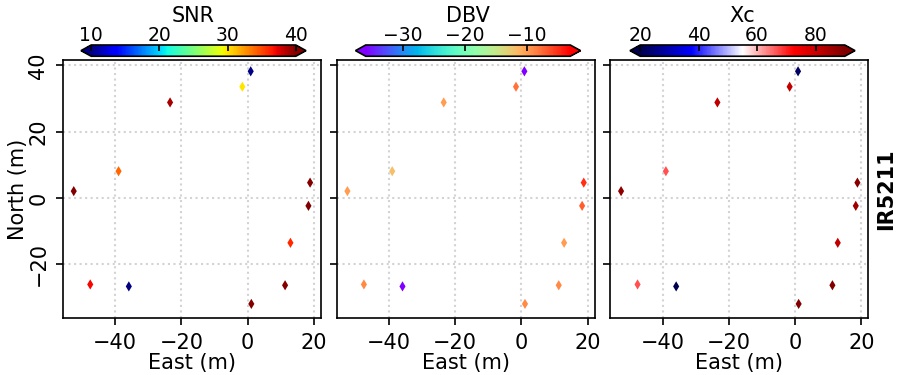 SNR DBV Xc
10 20 30 40 −30 −20 −10 20 40 60 80
40
20
0
−20
North (m)
IR5211
−40 −20 0 20 −40 −20 0 20 −40 −20 0 20
East (m) East (m) East (m)